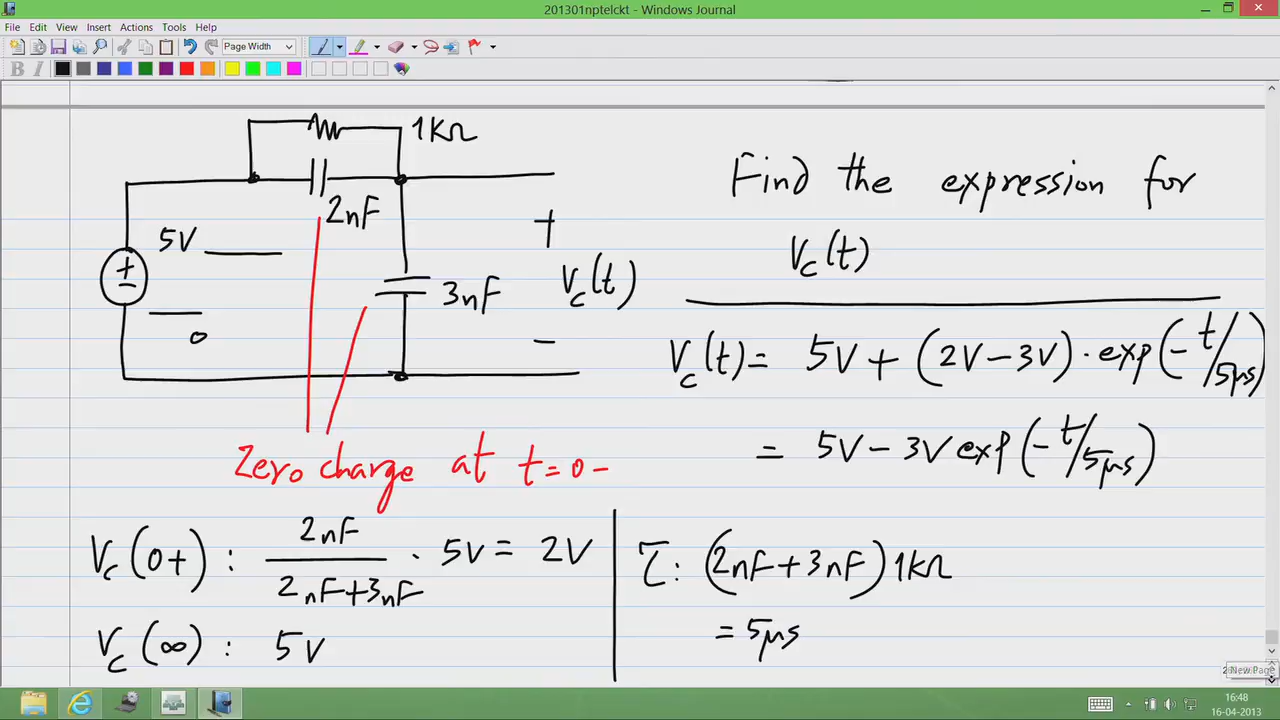 201301nptelckt - Windows Journal
File Edit View Insert Actions Tools Help
Page Width
B I
1KΩ
2nF
5V
0
3nF
+
Vc(t)
-
Zero charge at t=0-
Find the expression for
Vc(t)
Vc(t)= 5V+(2V-3V)·exp(-t/5μs)
= 5V-3V exp(-t/5μs)
Vc(0+): 2nF/2nF+3nF · 5V= 2V
Vc(∞): 5V
τ: (2nF+3nF)1KΩ
= 5μs
New Page
16:48
16-04-2013